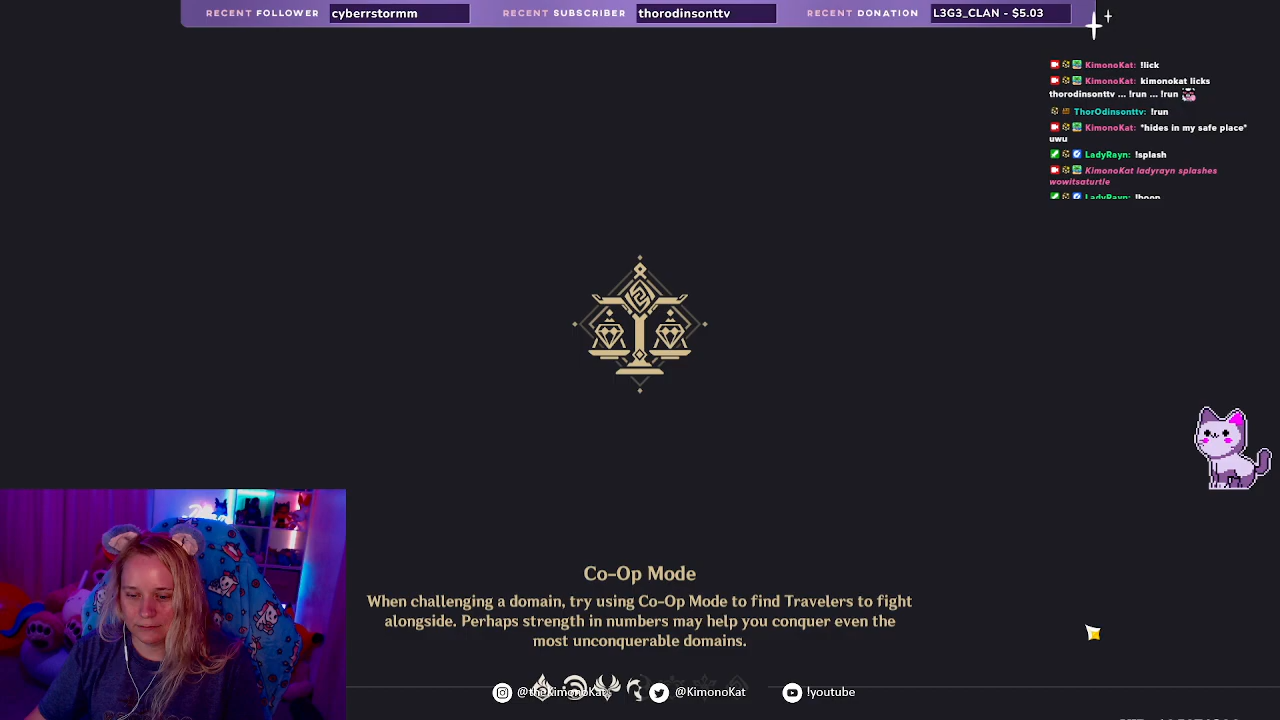 RECENT FOLLOWER cyberrstormm RECENT SUBSCRIBER thorodinsonttv RECENT DONATION L3G3_CLAN - $5.03
KimonoKat: !lick
KimonoKat: kimonokat licks
thorodinsonttv ... !run ... !run
ThorOdinsonttv: !run
KimonoKat: *hides in my safe place*
uwu
LadyRayn: !splash
KimonoKat ladyrayn splashes
wowitsaturtle
LadyRayn: !boop
Co-Op Mode
When challenging a domain, try using Co-Op Mode to find Travelers to fight
alongside. Perhaps strength in numbers may help you conquer even the
most unconquerable domains.
@KimonoKat !youtube